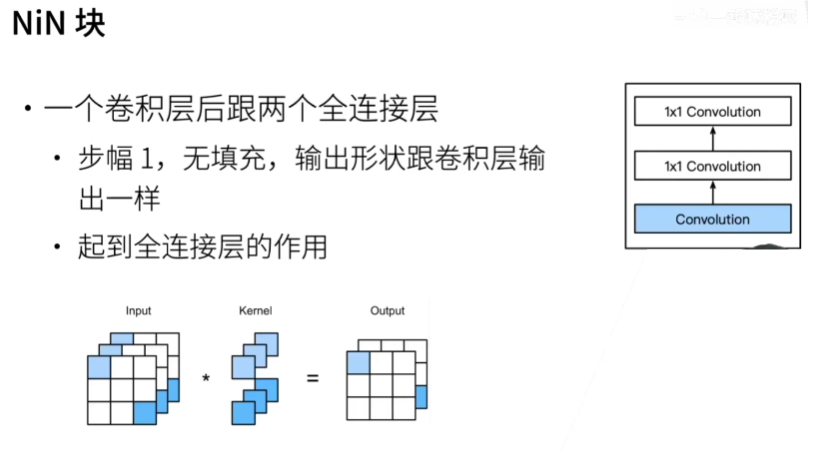 NiN 块
• 一个卷积层后跟两个全连接层
• 步幅 1，无填充，输出形状跟卷积层输
出一样
• 起到全连接层的作用
1x1 Convolution
1x1 Convolution
Convolution
Input
Kernel
Output
*
=